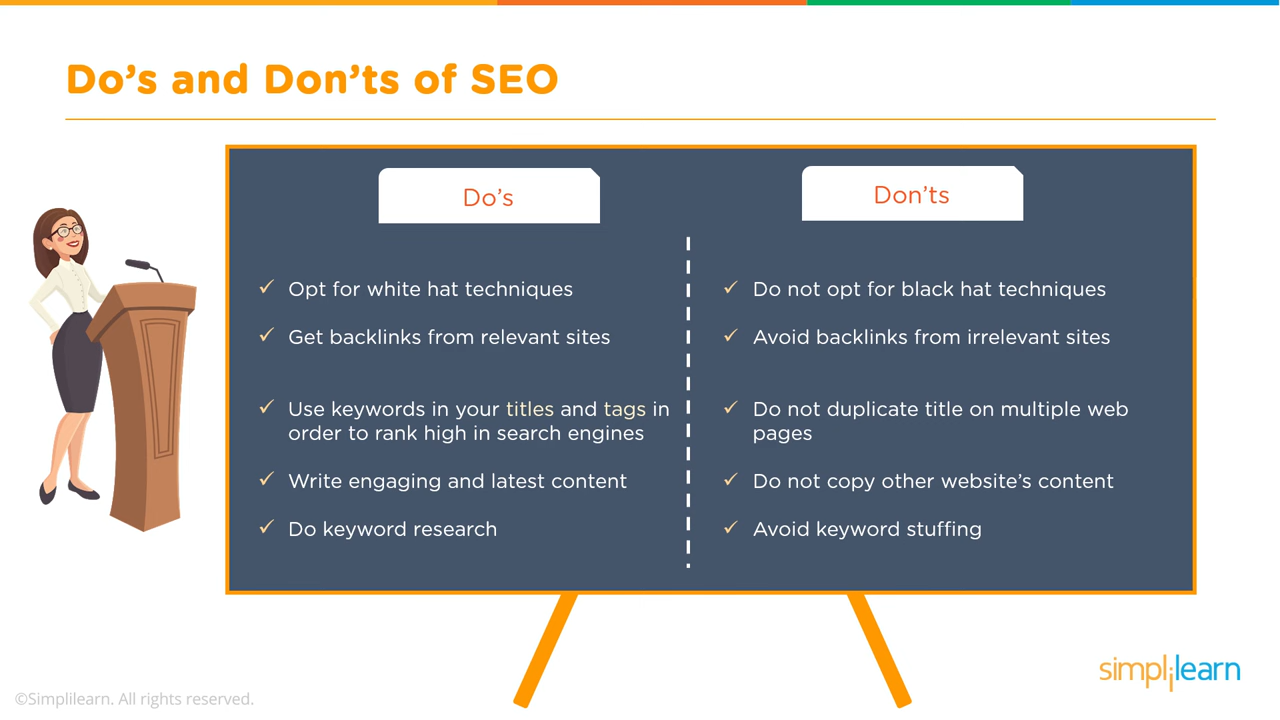 Do’s and Don’ts of SEO
Do’s
Opt for white hat techniques
Get backlinks from relevant sites
Use keywords in your titles and tags in
order to rank high in search engines
Write engaging and latest content
Do keyword research
Don’ts
Do not opt for black hat techniques
Avoid backlinks from irrelevant sites
Do not duplicate title on multiple web
pages
Do not copy other website’s content
Avoid keyword stuffing
simplilearn
©Simplilearn. All rights reserved.